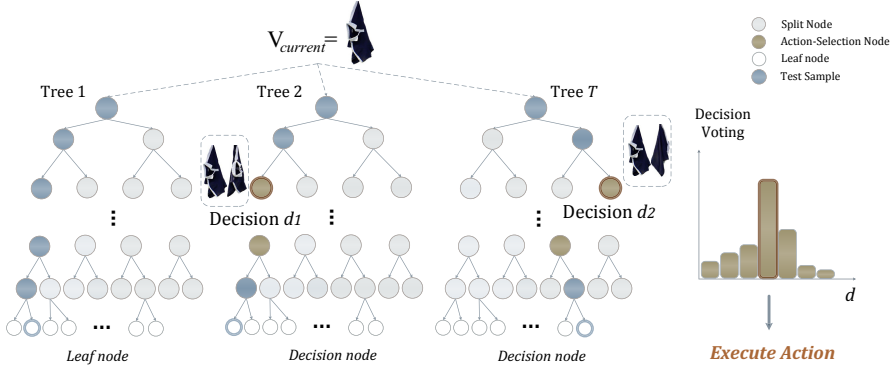 V_current =
Split Node
Action-Selection Node
Leaf node
Test Sample
Tree 1
Tree 2
Tree T
Decision
Voting
Decision d1
Decision d2
...
...
...
...
...
...
d
Leaf node
Decision node
Decision node
Execute Action